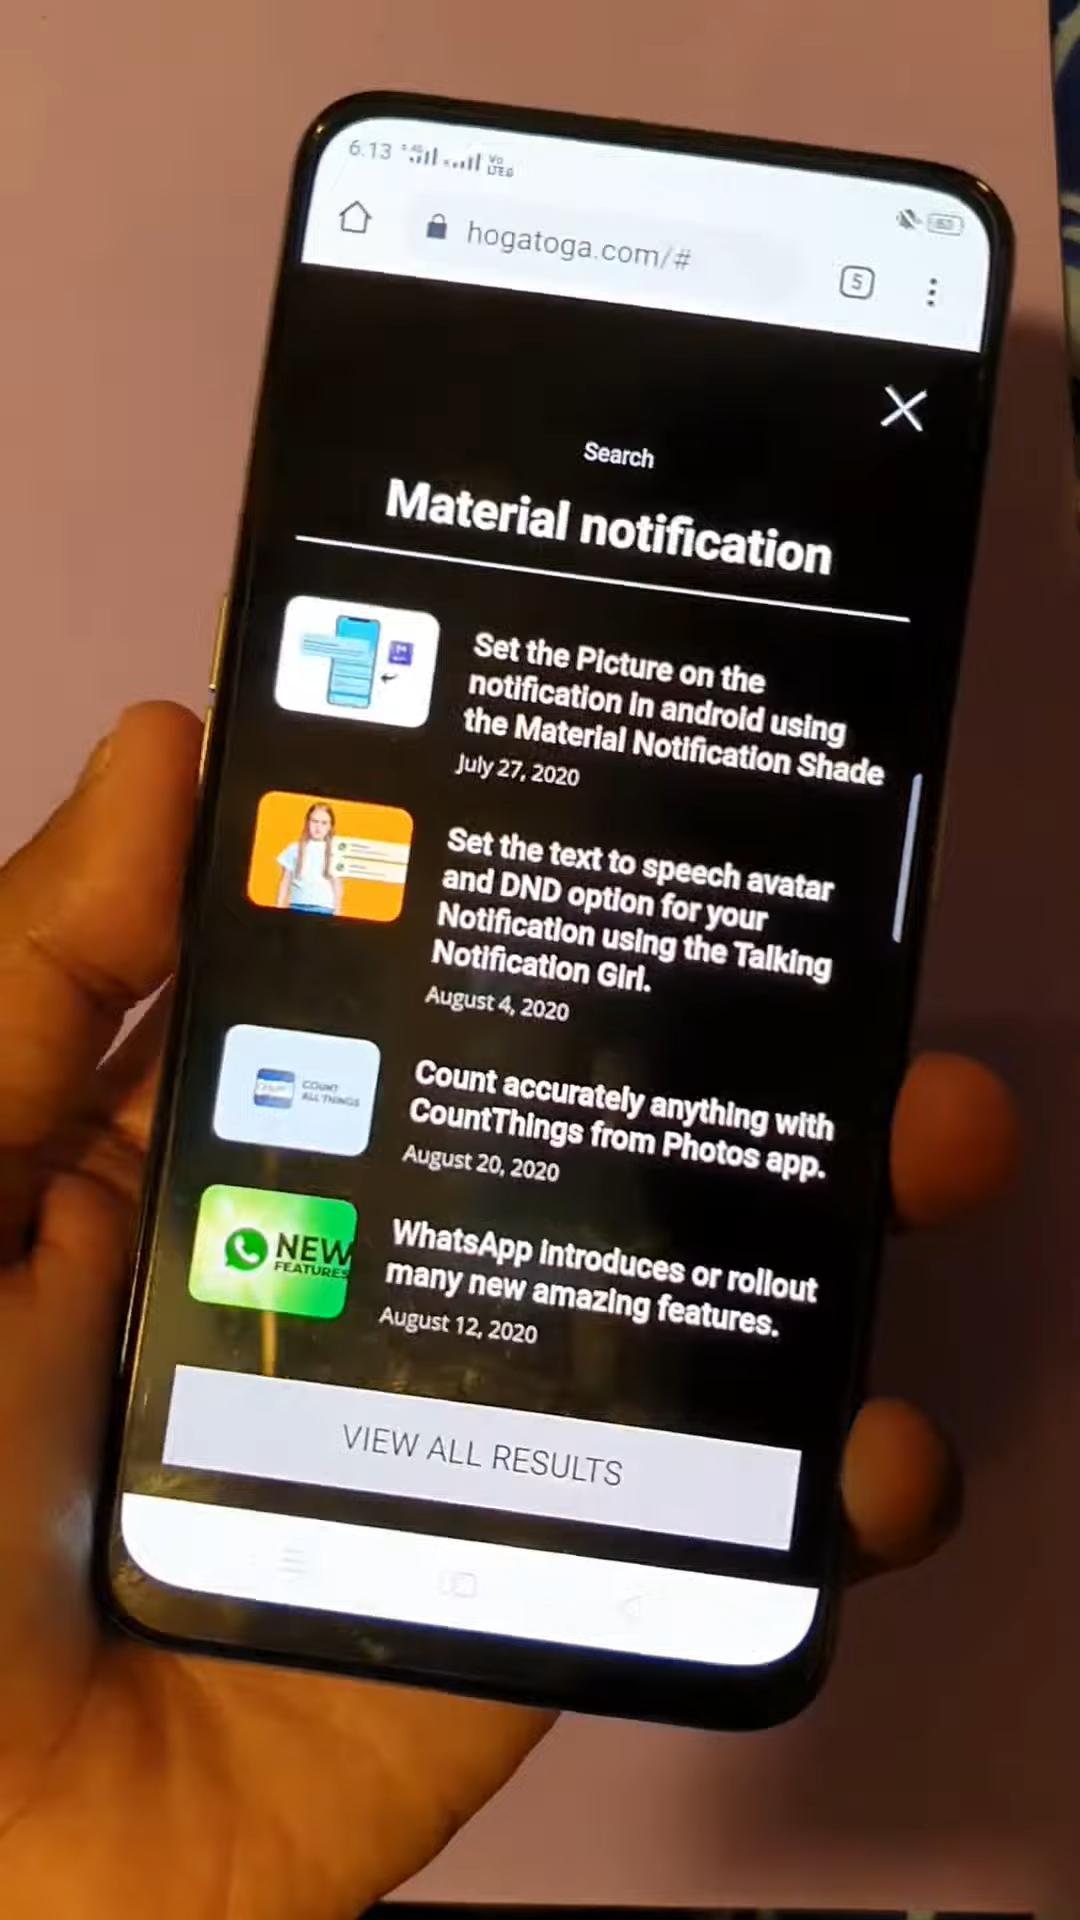 6.13
Vo
LTE
hogatoga.com/#
5
Search
Material notification
Set the Picture on the
notification in android using
the Material Notification Shade
July 27, 2020
Set the text to speech avatar
and DND option for your
Notification using the Talking
Notification Girl.
August 4, 2020
COUNT
ALL THINGS
Count accurately anything with
CountThings from Photos app.
August 20, 2020
NEW
FEATURES
WhatsApp introduces or rollout
many new amazing features.
August 12, 2020
VIEW ALL RESULTS